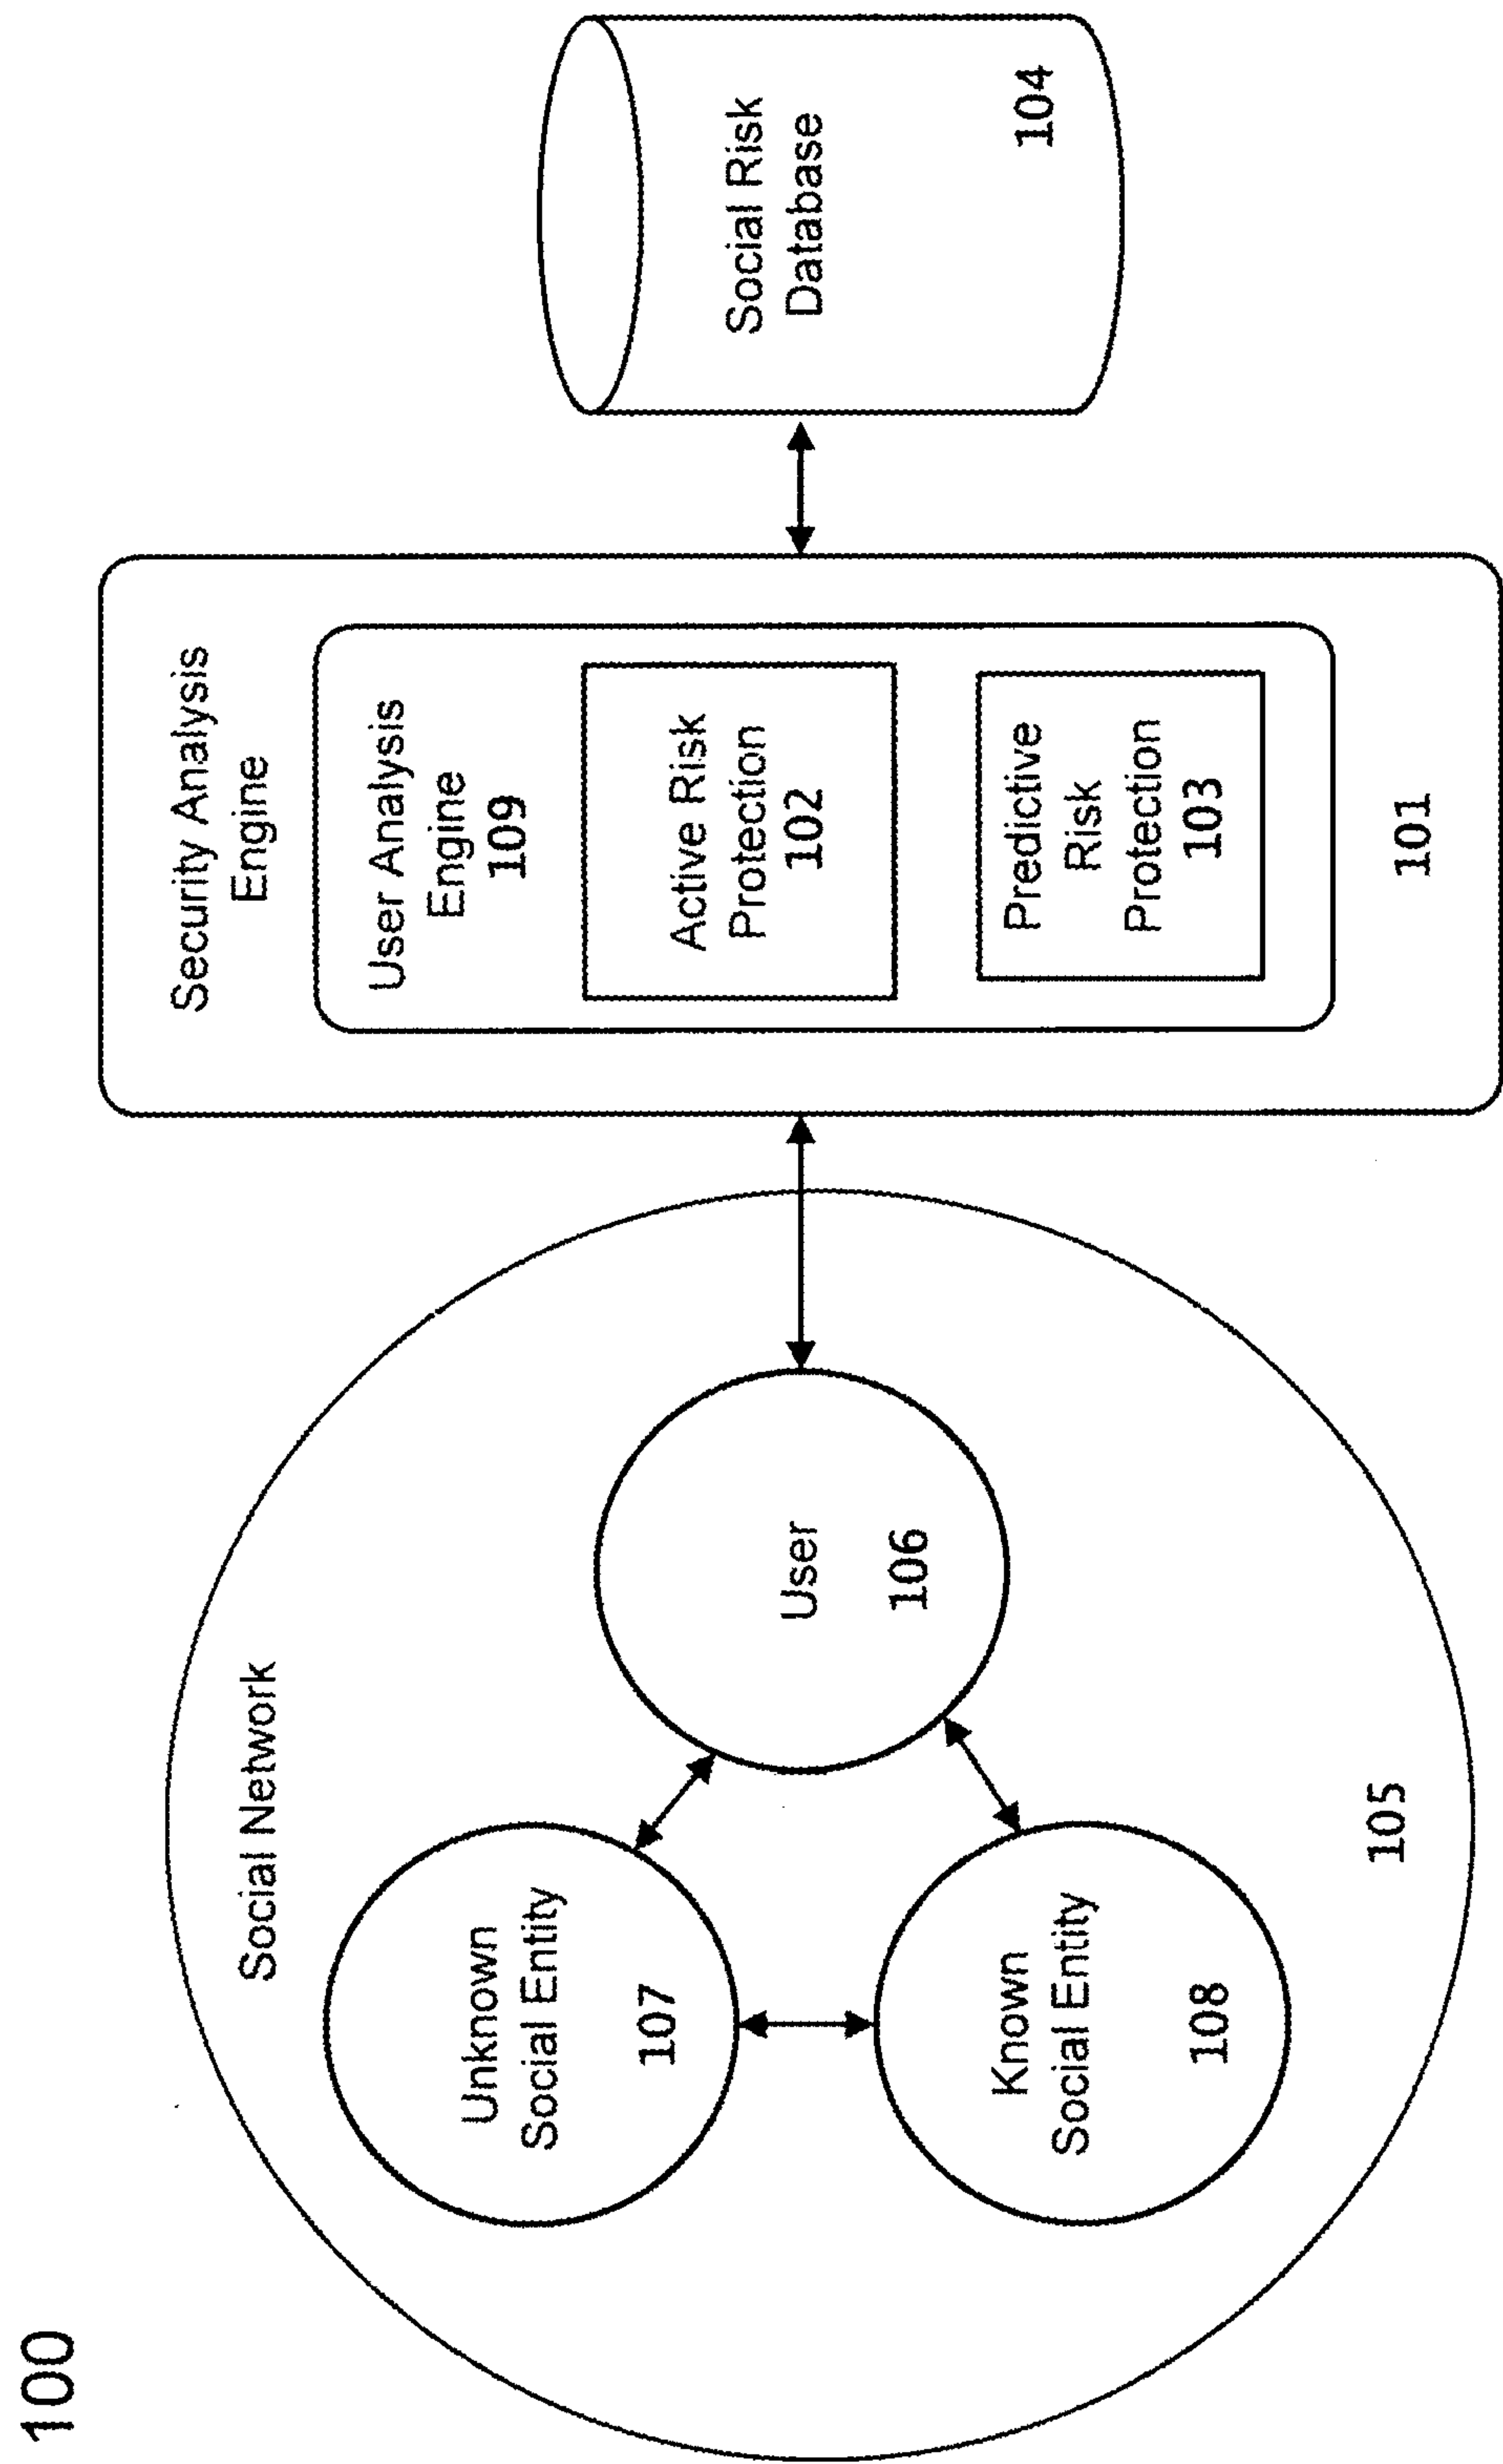 100
Social Network
Unknown
Social Entity
107
Known
Social Entity
108
User
106
105
Security Analysis
Engine
User Analysis
Engine
109
Active Risk
Protection
102
Predictive
Risk
Protection
103
101
Social Risk
Database
104